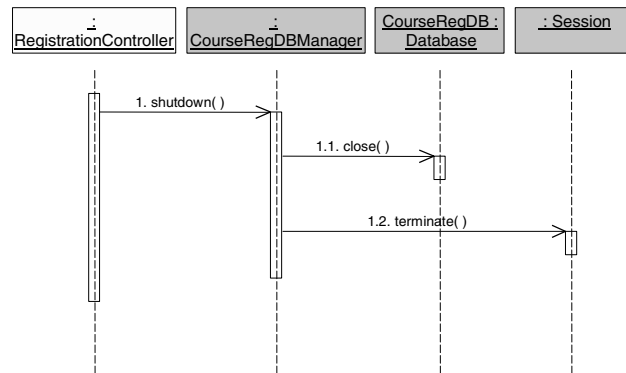 :
RegistrationController
:
CourseRegDBManager
CourseRegDB :
Database
: Session
1. shutdown( )
1.1. close( )
1.2. terminate( )